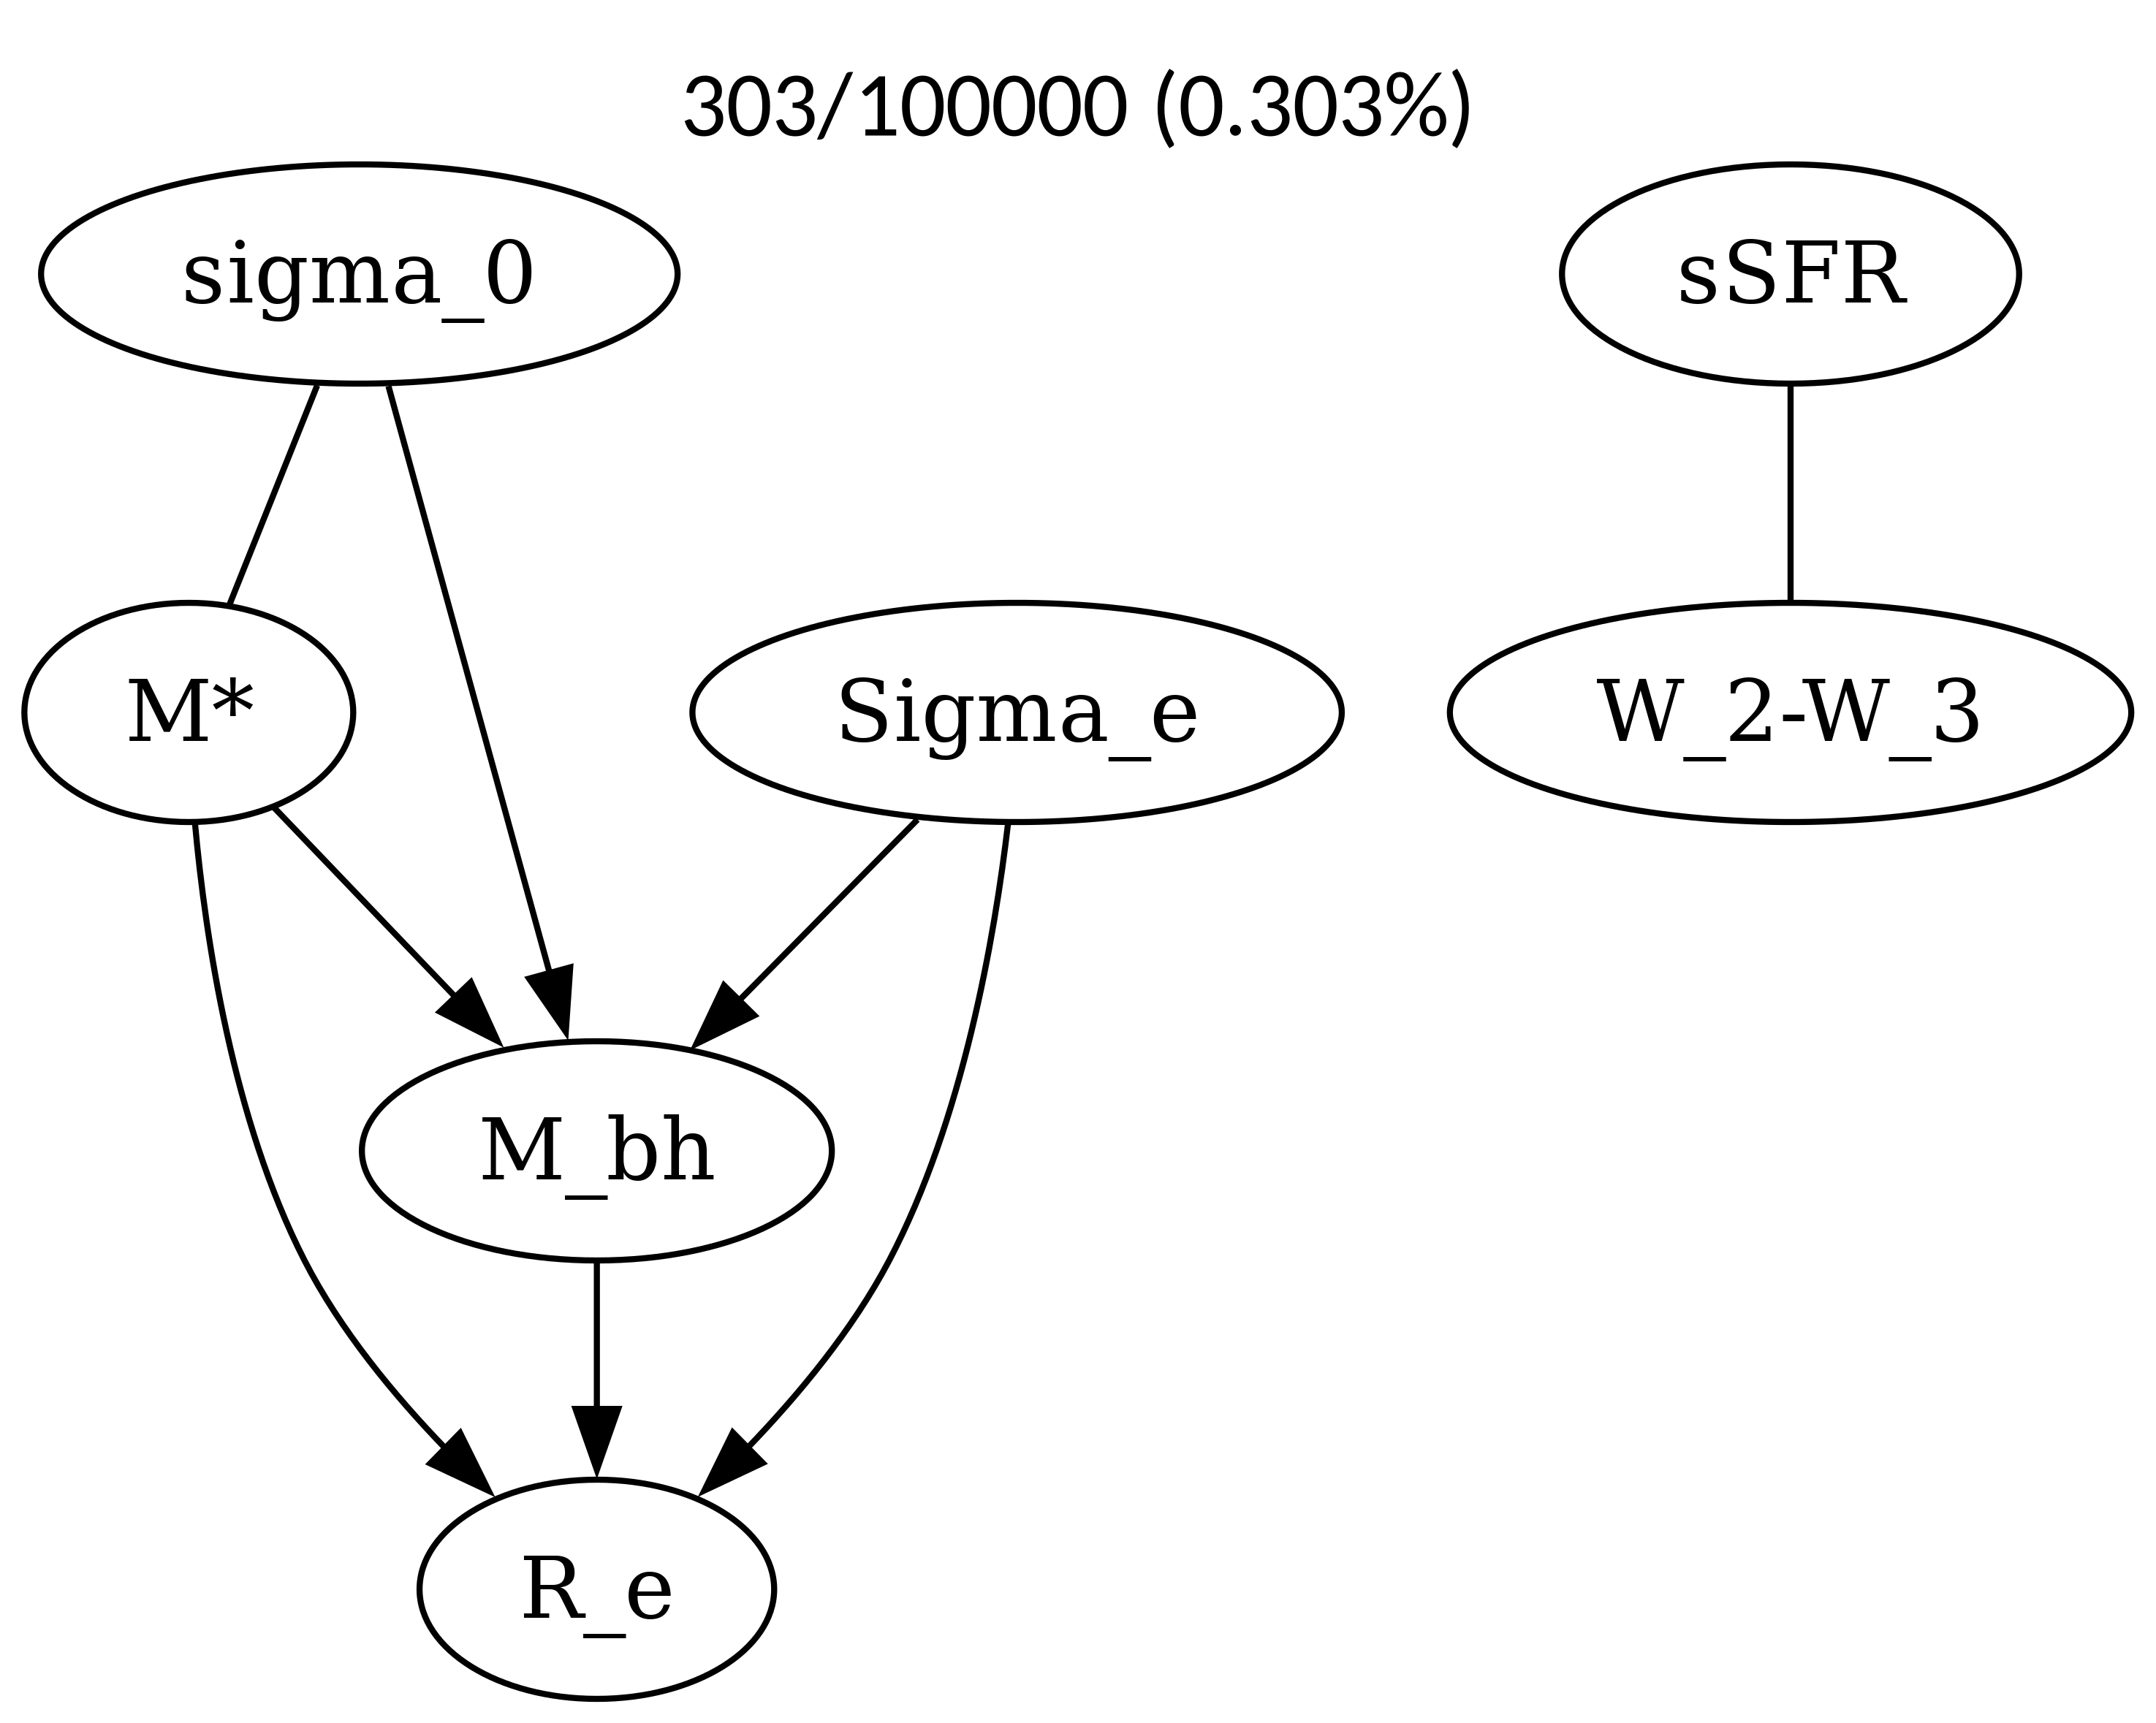 303/100000 (0.303%)
sigma_0
sSFR
M*
Sigma_e
W_2-W_3
M_bh
R_e